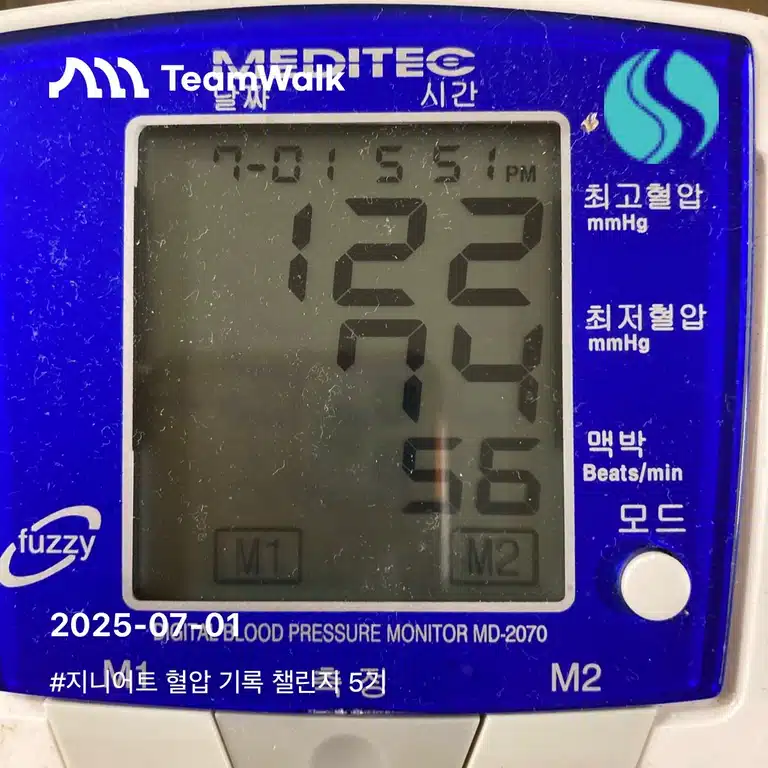 MEDITEC
TeamWalk
날짜 시간
7-01 5 51 PM
122
최고혈압
mmHg
74
최저혈압
mmHg
56
맥박
Beats/min
모드
fuzzy
M1 M2
2025-07-01
DIGITAL BLOOD PRESSURE MONITOR MD-2070
M1 측정 M2
#지니어트 혈압 기록 챌린지 5기